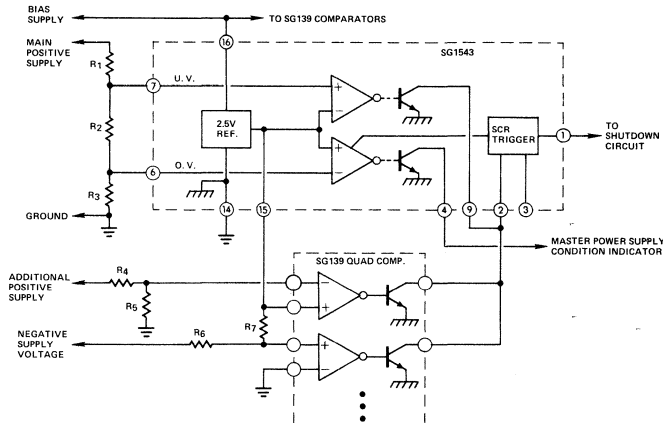 BIAS
SUPPLY
TO SG139 COMPARATORS
MAIN
POSITIVE
SUPPLY
16
SG1543
R1
7
U.V.
+
−
2.5V
REF.
R2
SCR
TRIGGER
1
TO
SHUTDOWN
CIRCUIT
+
−
6
O.V.
R3
GROUND
14
15
4
9
2
3
MASTER POWER SUPPLY
CONDITION INDICATOR
SG139 QUAD COMP.
ADDITIONAL
POSITIVE
SUPPLY
R4
R5
−
+
R7
NEGATIVE
SUPPLY
VOLTAGE
R6
+
−